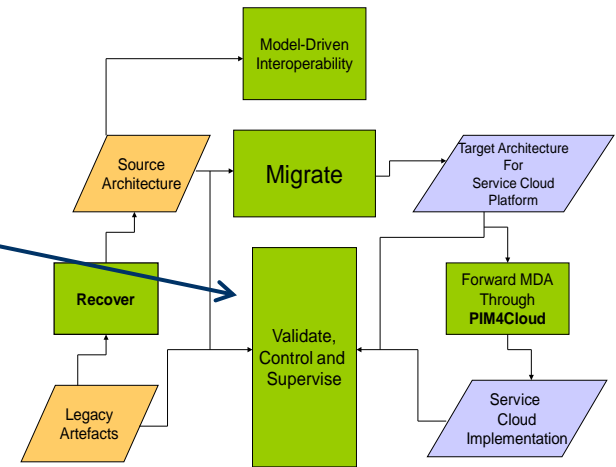 Model-Driven
Interoperability
Source
Architecture
Migrate
Target Architecture
For
Service Cloud
Platform
Recover
Validate,
Control and
Supervise
Forward MDA
Through
PIM4Cloud
Legacy
Artefacts
Service
Cloud
Implementation